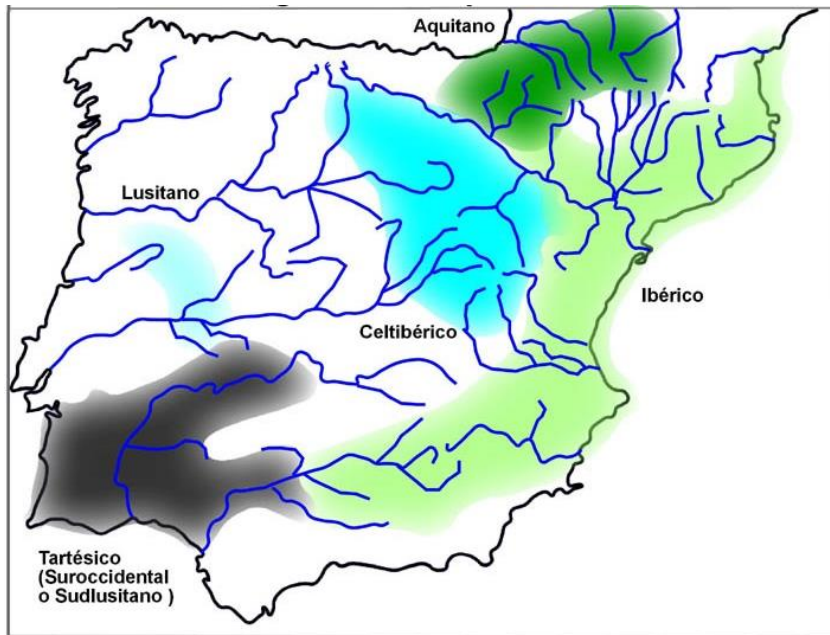 Aquitano
Lusitano
Ibérico
Celtibérico
Tartésico
(Suroccidental
o Sudlusitano )